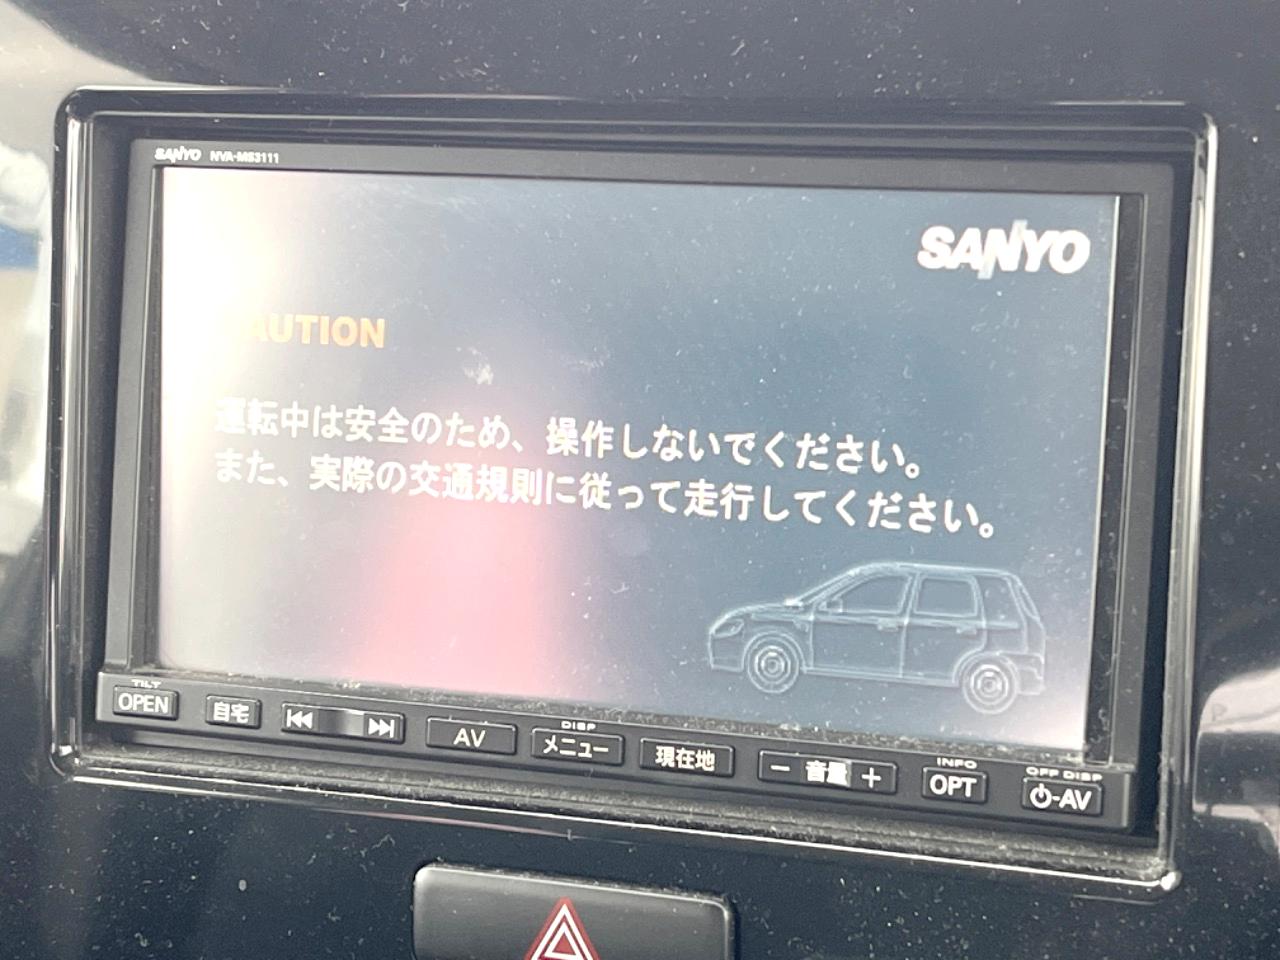 SANYO NVA-MS3111
SANYO
CAUTION
運転中は安全のため、操作しないでください。
また、実際の交通規則に従って走行してください。
TILT
OPEN
自宅
AV
DISP
メニュー
現在地
− 音量 +
INFO
OPT
OFF DISP
⏻-AV